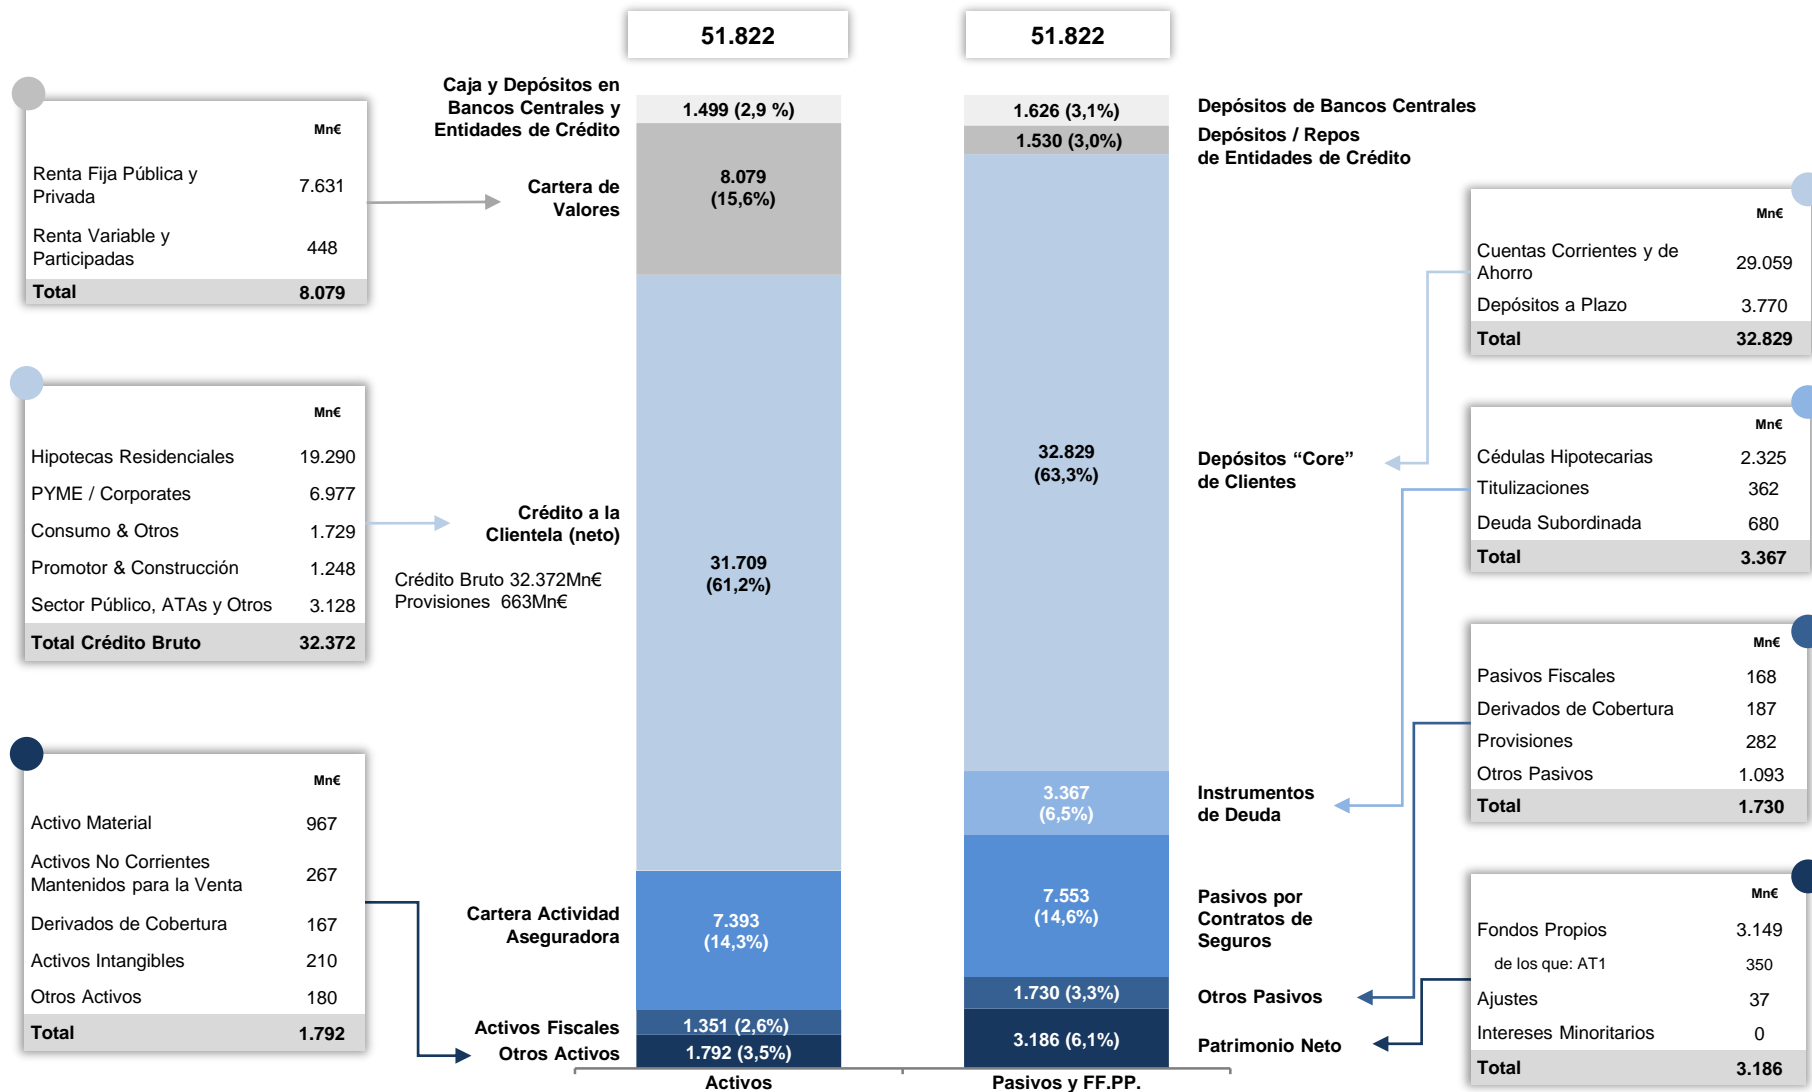 51.822
51.822
Mn€
Renta Fija Pública y
Privada
7.631
Renta Variable y
Participadas
448
Total 8.079
Mn€
Hipotecas Residenciales 19.290
PYME / Corporates 6.977
Consumo & Otros 1.729
Promotor & Construcción 1.248
Sector Público, ATAs y Otros 3.128
Total Crédito Bruto 32.372
Mn€
Activo Material 967
Activos No Corrientes
Mantenidos para la Venta
267
Derivados de Cobertura 167
Activos Intangibles 210
Otros Activos 180
Total 1.792
Caja y Depósitos en
Bancos Centrales y
Entidades de Crédito
Cartera de
Valores
Crédito a la
Clientela (neto)
Crédito Bruto 32.372Mn€
Provisiones 663Mn€
Cartera Actividad
Aseguradora
Activos Fiscales
Otros Activos
1.499 (2,9 %)
8.079
(15,6%)
31.709
(61,2%)
7.393
(14,3%)
1.351 (2,6%)
1.792 (3,5%)
Activos
1.626 (3,1%)
1.530 (3,0%)
32.829
(63,3%)
3.367
(6,5%)
7.553
(14,6%)
1.730 (3,3%)
3.186 (6,1%)
Pasivos y FF.PP.
Depósitos de Bancos Centrales
Depósitos / Repos
de Entidades de Crédito
Depósitos “Core”
de Clientes
Instrumentos
de Deuda
Pasivos por
Contratos de
Seguros
Otros Pasivos
Patrimonio Neto
Mn€
Cuentas Corrientes y de
Ahorro
29.059
Depósitos a Plazo 3.770
Total 32.829
Mn€
Cédulas Hipotecarias 2.325
Titulizaciones 362
Deuda Subordinada 680
Total 3.367
Mn€
Pasivos Fiscales 168
Derivados de Cobertura 187
Provisiones 282
Otros Pasivos 1.093
Total 1.730
Mn€
Fondos Propios 3.149
de los que: AT1 350
Ajustes 37
Intereses Minoritarios 0
Total 3.186